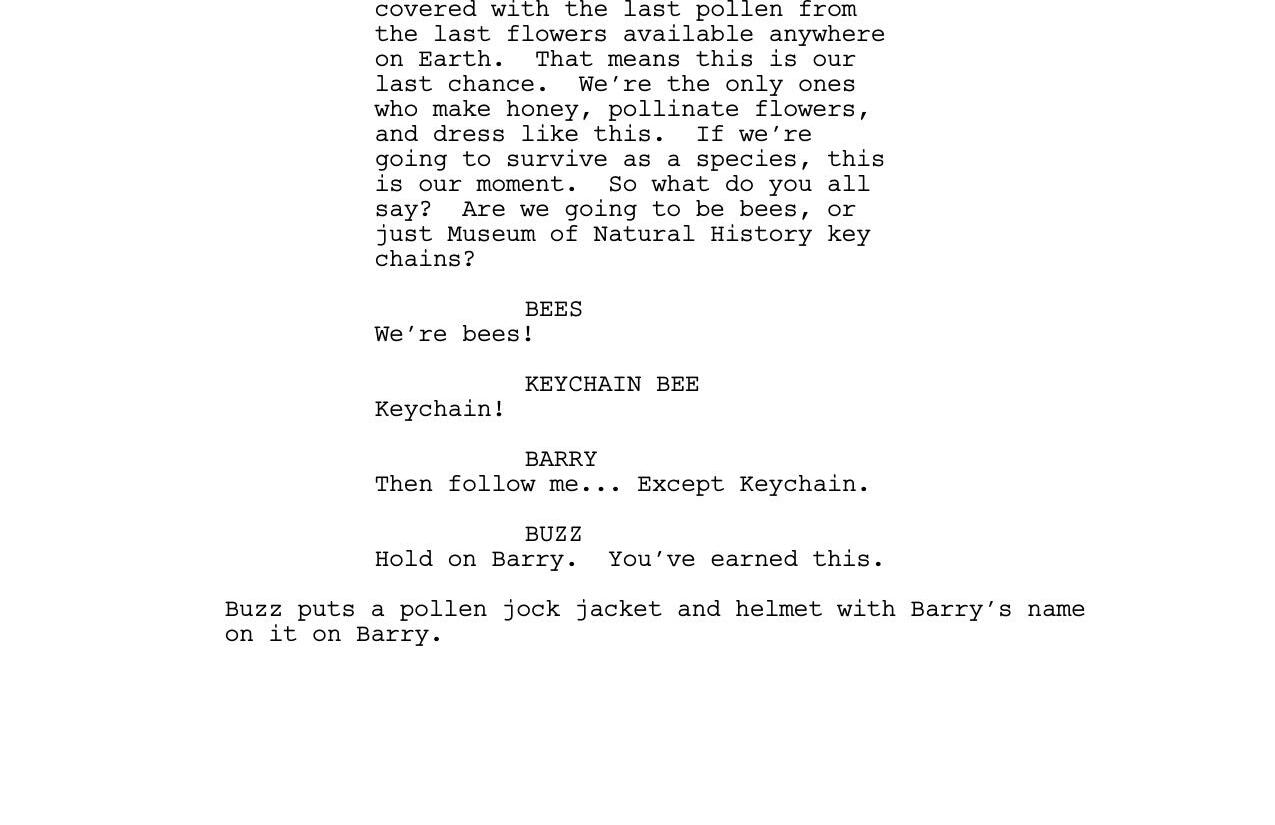 covered with the last pollen from
the last flowers available anywhere
on Earth.  That means this is our
last chance.  We’re the only ones
who make honey, pollinate flowers,
and dress like this.  If we’re
going to survive as a species, this
is our moment.  So what do you all
say?  Are we going to be bees, or
just Museum of Natural History key
chains?
BEES
We’re bees!
KEYCHAIN BEE
Keychain!
BARRY
Then follow me... Except Keychain.
BUZZ
Hold on Barry.  You’ve earned this.
Buzz puts a pollen jock jacket and helmet with Barry’s name
on it on Barry.